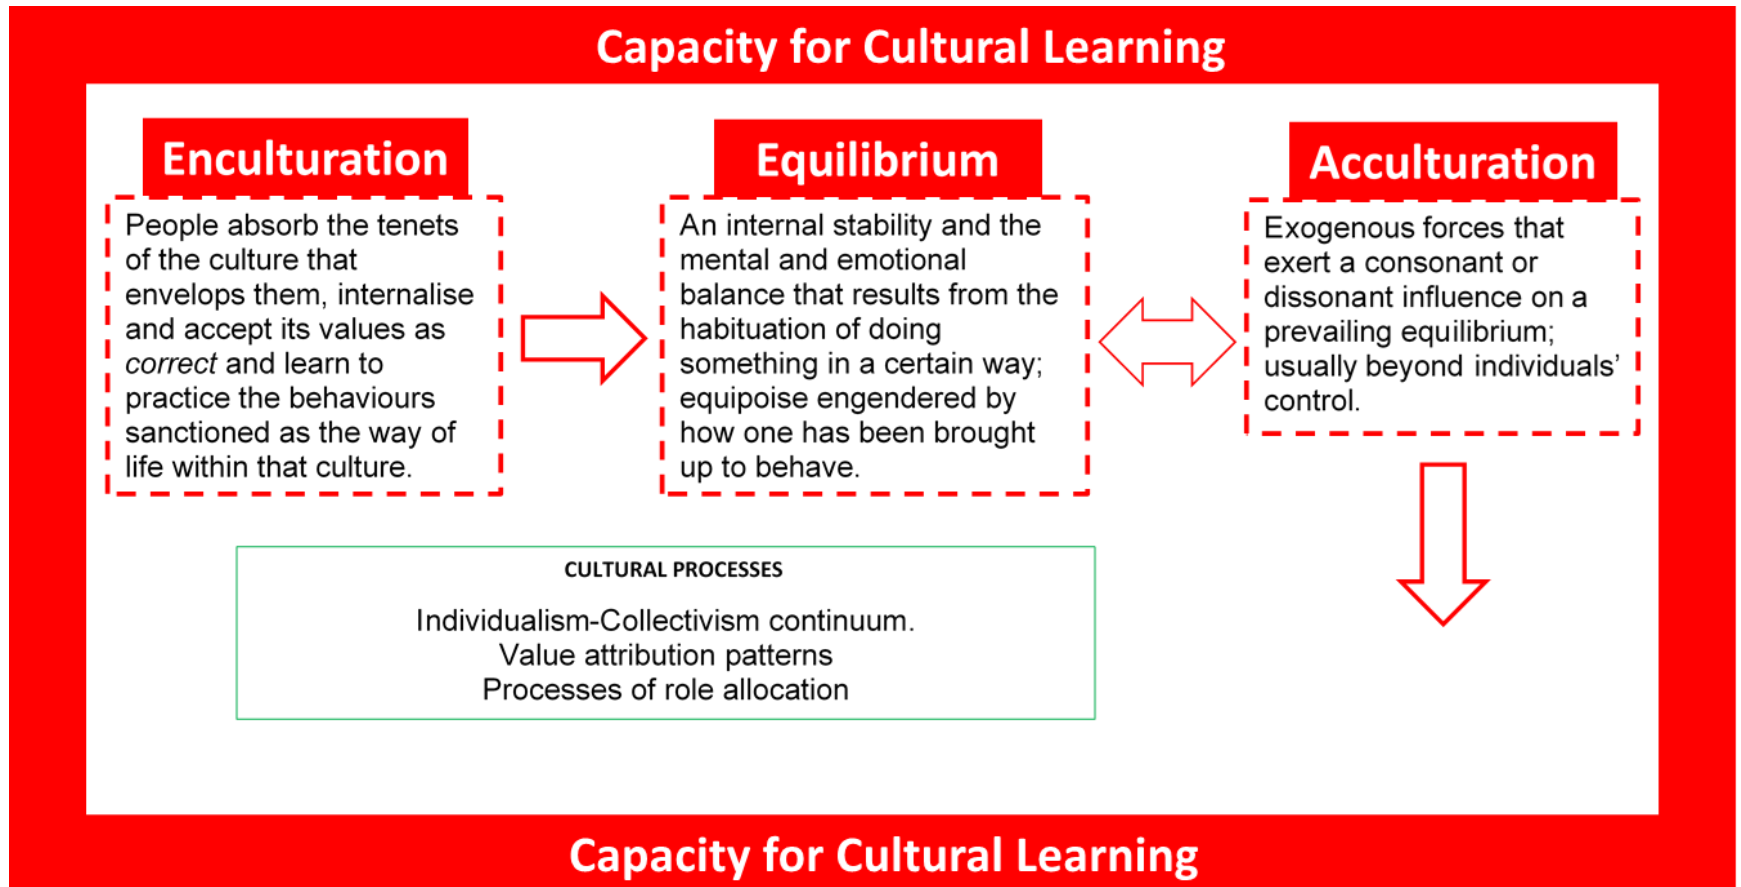 Capacity for Cultural Learning
Enculturation
People absorb the tenets
of the culture that
envelops them, internalise
and accept its values as
correct and learn to
practice the behaviours
sanctioned as the way of
life within that culture.
Equilibrium
An internal stability and the
mental and emotional
balance that results from the
habituation of doing
something in a certain way;
equipoise engendered by
how one has been brought
up to behave.
Acculturation
Exogenous forces that
exert a consonant or
dissonant influence on a
prevailing equilibrium;
usually beyond individuals’
control.
CULTURAL PROCESSES
Individualism-Collectivism continuum.
Value attribution patterns
Processes of role allocation
Capacity for Cultural Learning